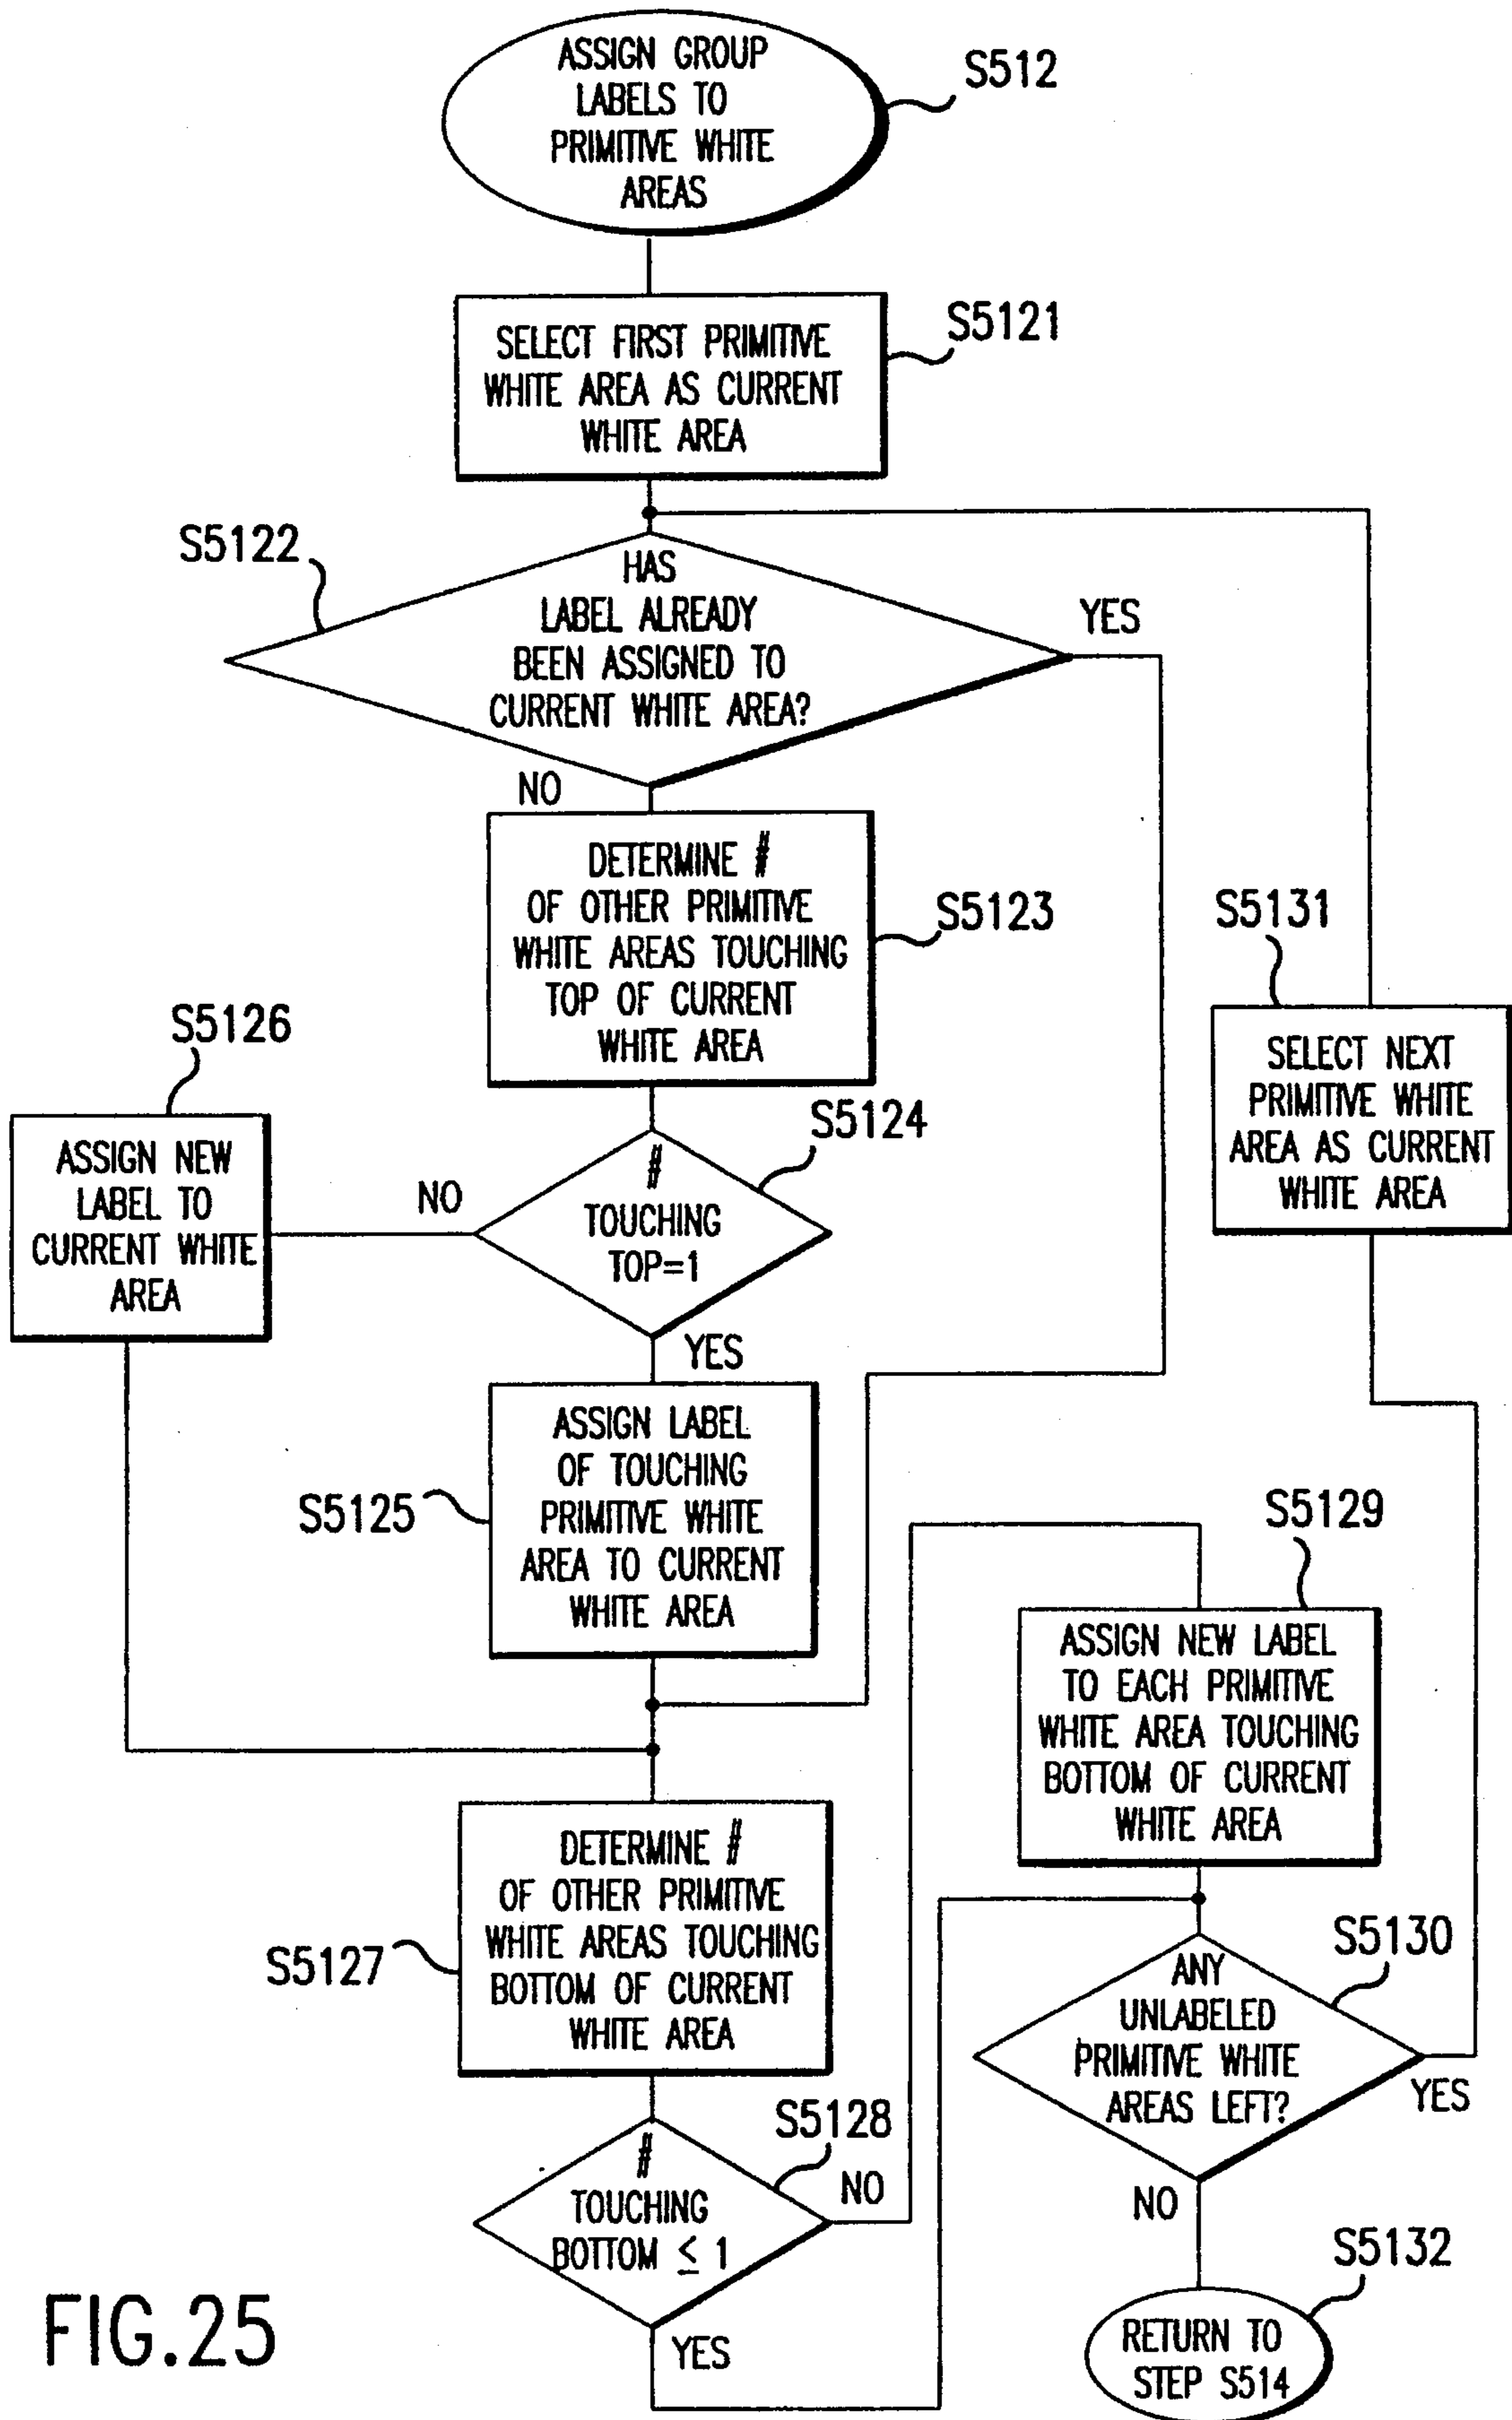 ASSIGN GROUP
LABELS TO
PRIMITIVE WHITE
AREAS
S512
SELECT FIRST PRIMITIVE
WHITE AREA AS CURRENT
WHITE AREA
S5121
S5122
HAS
LABEL ALREADY
BEEN ASSIGNED TO
CURRENT WHITE AREA?
YES
NO
DETERMINE #
OF OTHER PRIMITIVE
WHITE AREAS TOUCHING
TOP OF CURRENT
WHITE AREA
S5123
S5131
SELECT NEXT
PRIMITIVE WHITE
AREA AS CURRENT
WHITE AREA
S5126
ASSIGN NEW
LABEL TO
CURRENT WHITE
AREA
NO
#
TOUCHING
TOP=1
S5124
YES
ASSIGN LABEL
OF TOUCHING
PRIMITIVE WHITE
AREA TO CURRENT
WHITE AREA
S5125
S5129
ASSIGN NEW LABEL
TO EACH PRIMITIVE
WHITE AREA TOUCHING
BOTTOM OF CURRENT
WHITE AREA
DETERMINE #
OF OTHER PRIMITIVE
WHITE AREAS TOUCHING
BOTTOM OF CURRENT
WHITE AREA
S5127
S5130
ANY
UNLABELED
PRIMITIVE WHITE
AREAS LEFT?
YES
NO
#
TOUCHING
BOTTOM ≤ 1
S5128
NO
YES
S5132
RETURN TO
STEP S514
FIG.25